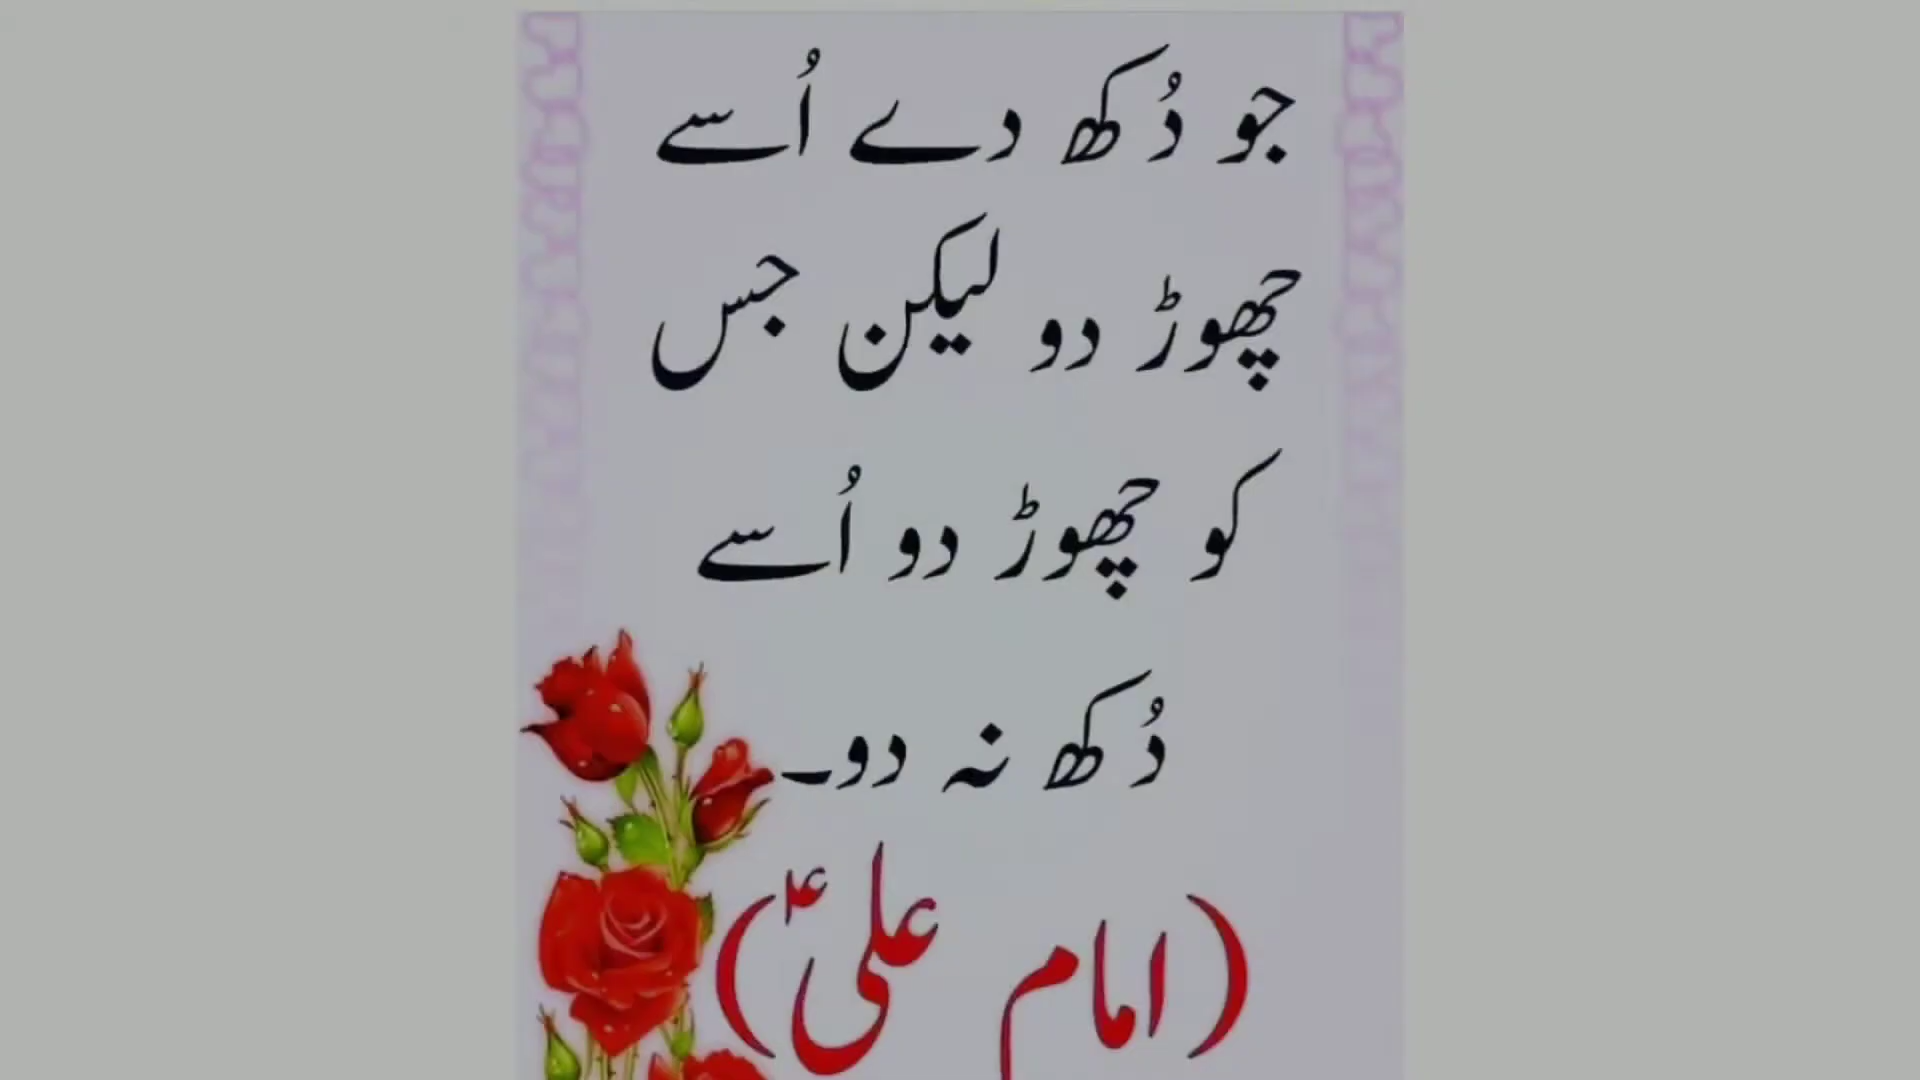 جو دُکھ دے اُسے
چھوڑ دو لیکن جس
کو چھوڑ دو اُسے
دُکھ نہ دو۔
(امام علیؑ)